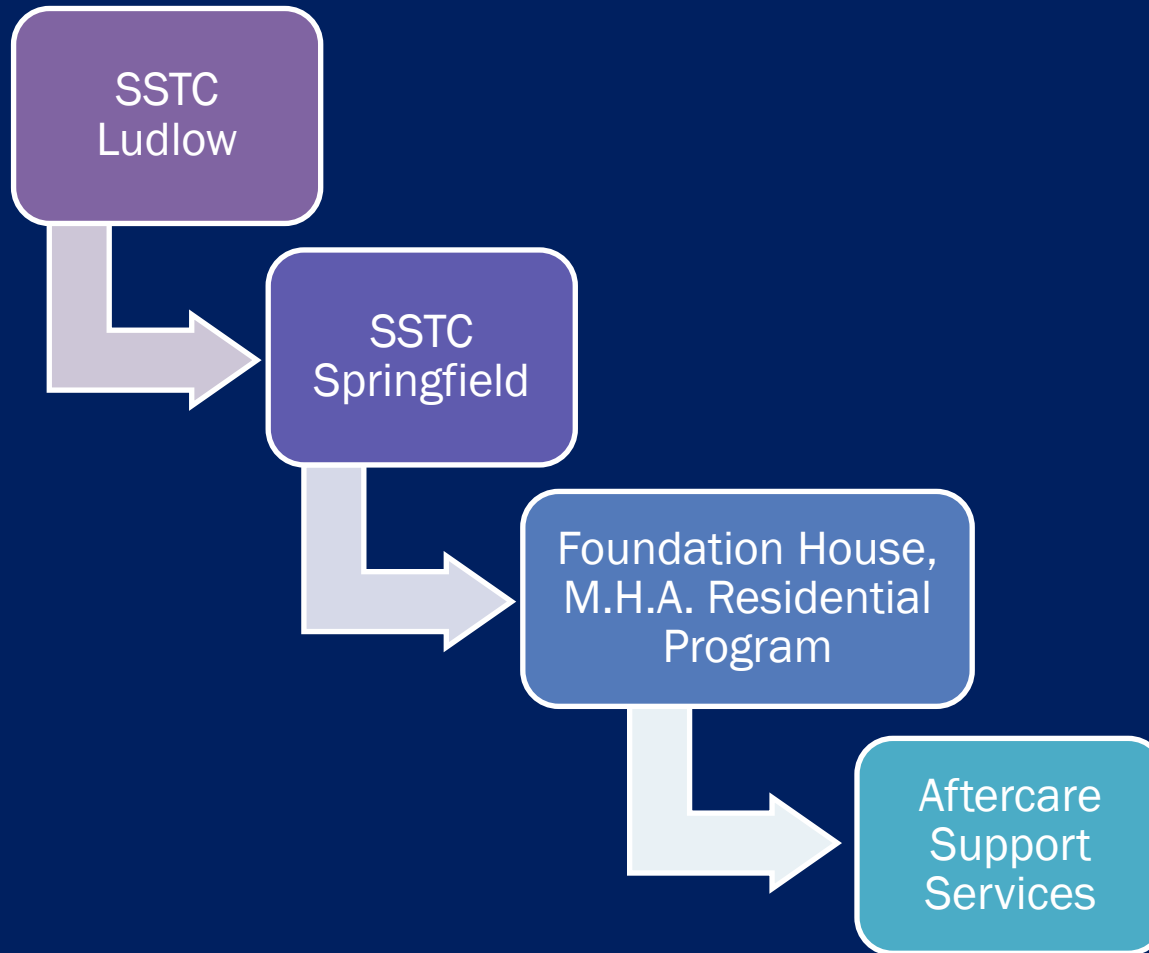 SSTC
Ludlow
SSTC
Springfield
Foundation House,
M.H.A. Residential
Program
Aftercare
Support
Services